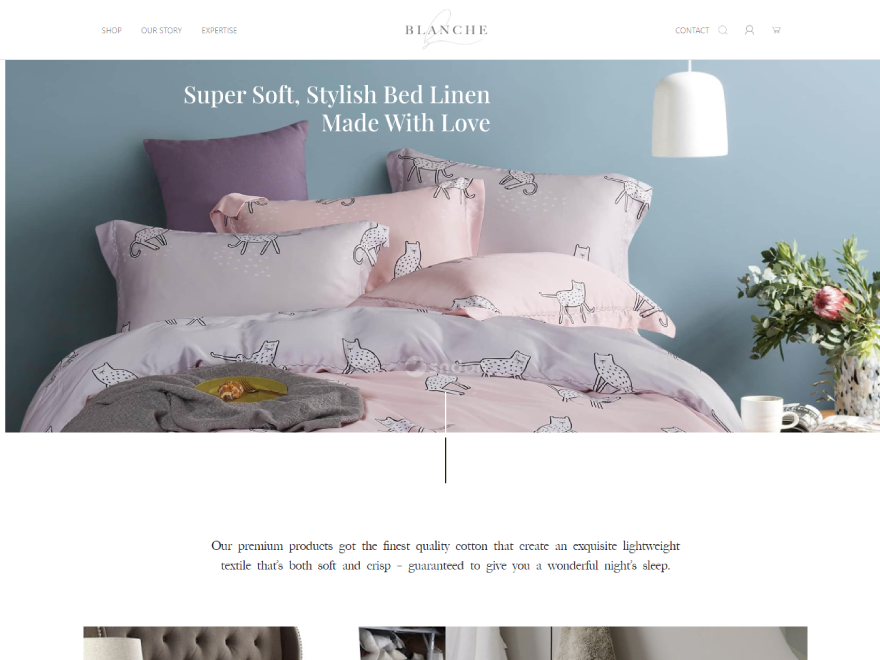 SHOP OUR STORY EXPERTISE BLANCHE CONTACT
Super Soft, Stylish Bed Linen
Made With Love
Our premium products got the finest quality cotton that create an exquisite lightweight
textile that's both soft and crisp – guaranteed to give you a wonderful night's sleep.